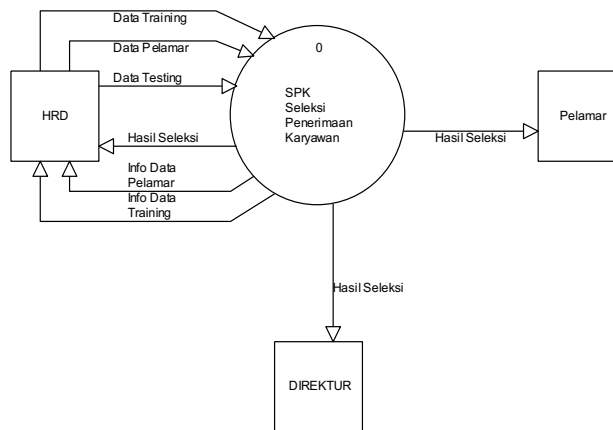 Data Training
Data Pelamar
Data Testing
HRD
Hasil Seleksi
Info Data
Pelamar
Info Data
Training
0
SPK
Seleksi
Penerimaan
Karyawan
Hasil Seleksi
Pelamar
Hasil Seleksi
DIREKTUR